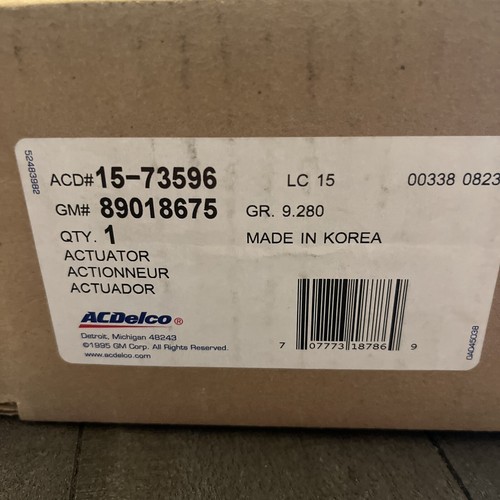 52483982
ACD# 15-73596 LC 15 00338 0823
GM# 89018675 GR. 9.280
QTY. 1 MADE IN KOREA
ACTUATOR
ACTIONNEUR
ACTUADOR
ACDelco®
Detroit, Michigan 48243
©1995 GM Corp. All Rights Reserved.
www.acdelco.com
7 07773 18786 9
0A045038